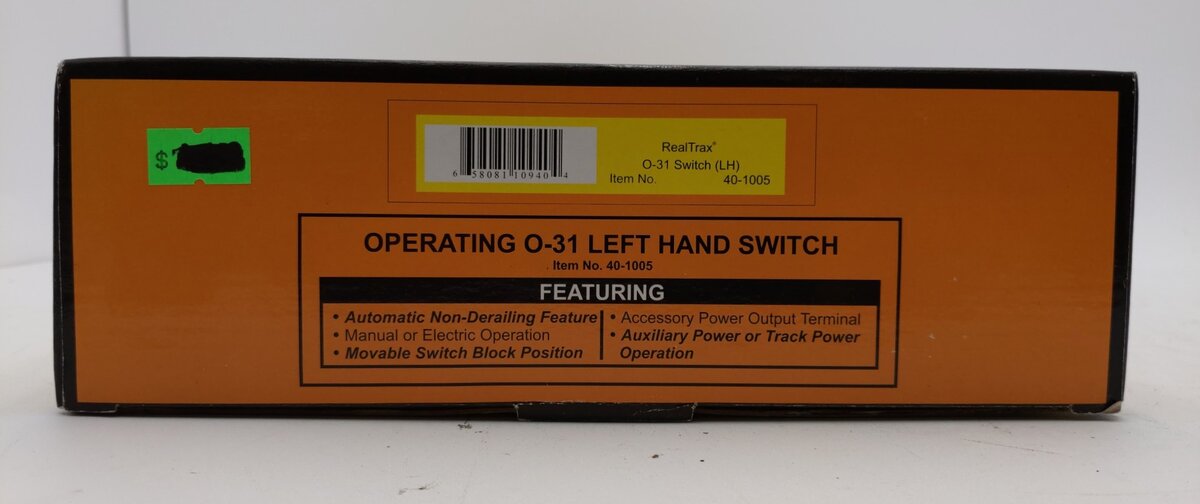 $
RealTrax®
O-31 Switch (LH)
Item No. 40-1005
6 58081 10940 4
OPERATING O-31 LEFT HAND SWITCH
Item No. 40-1005
FEATURING
• Automatic Non-Derailing Feature
• Manual or Electric Operation
• Movable Switch Block Position
• Accessory Power Output Terminal
• Auxiliary Power or Track Power
Operation